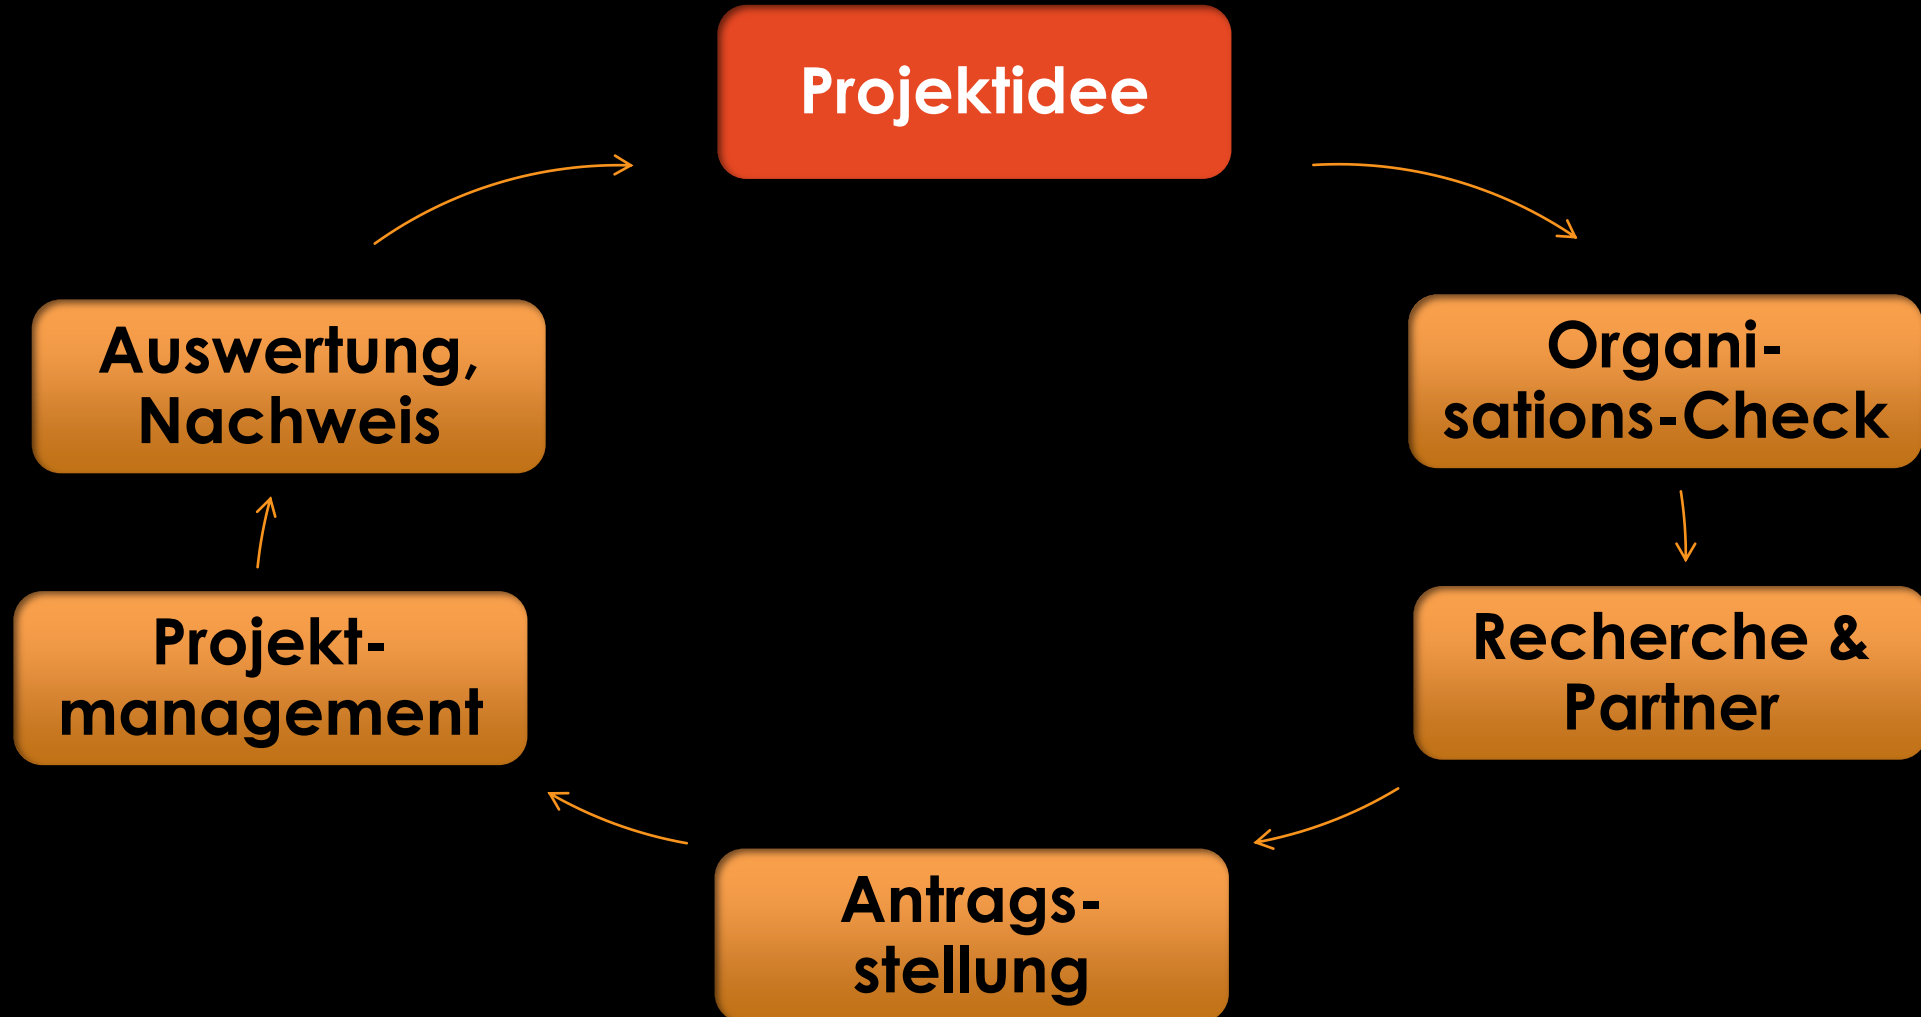 Projektidee
Organi-
sations-Check
Recherche &
Partner
Antrags-
stellung
Projekt-
management
Auswertung,
Nachweis